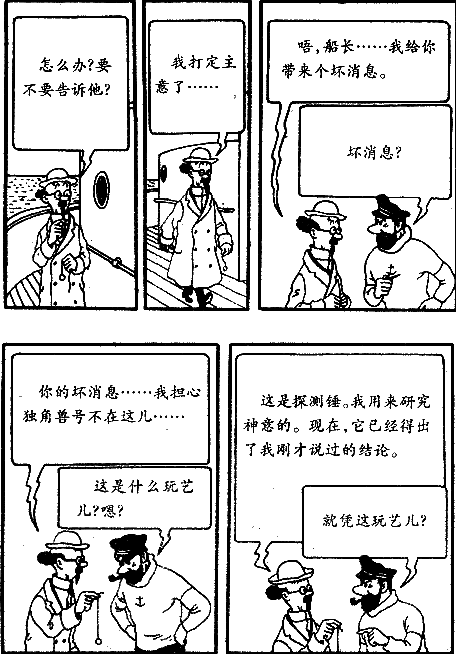 怎么办?要
不要告诉他?
我打定主
意了……
唔,船长……我给你
带来个坏消息。
坏消息?
你的坏消息……我担心
独角兽号不在这儿……
这是什么玩艺
儿?嗯?
这是探测锤。我用来研究
神意的。现在,它已经得出
了我刚才说过的结论。
就凭这玩艺儿?